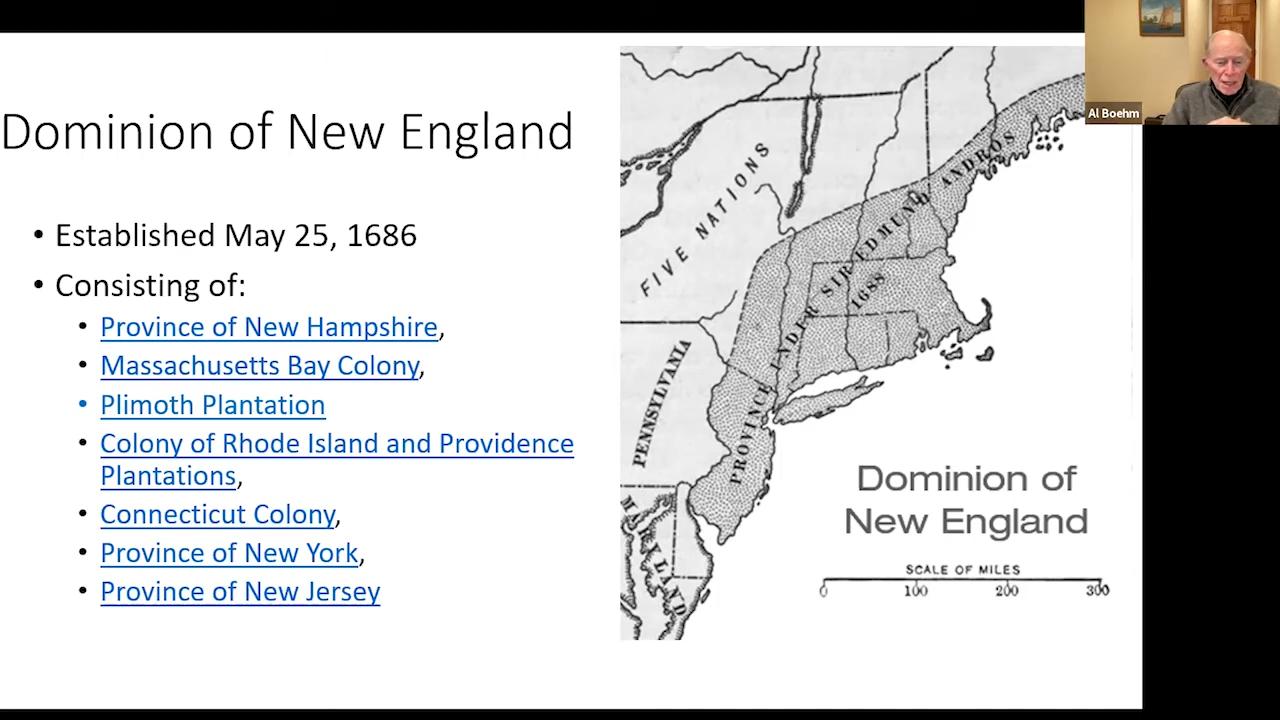 Al Boehm
Dominion of New England
• Established May 25, 1686
• Consisting of:
• Province of New Hampshire,
• Massachusetts Bay Colony,
• Plimoth Plantation
• Colony of Rhode Island and Providence
Plantations,
• Connecticut Colony,
• Province of New York,
• Province of New Jersey
FIVE NATIONS
PROVINCE UNDER SIR EDMUND ANDROS
1688
PENNSYLVANIA
MARYLAND
Dominion of
New England
SCALE OF MILES
0 100 200 300